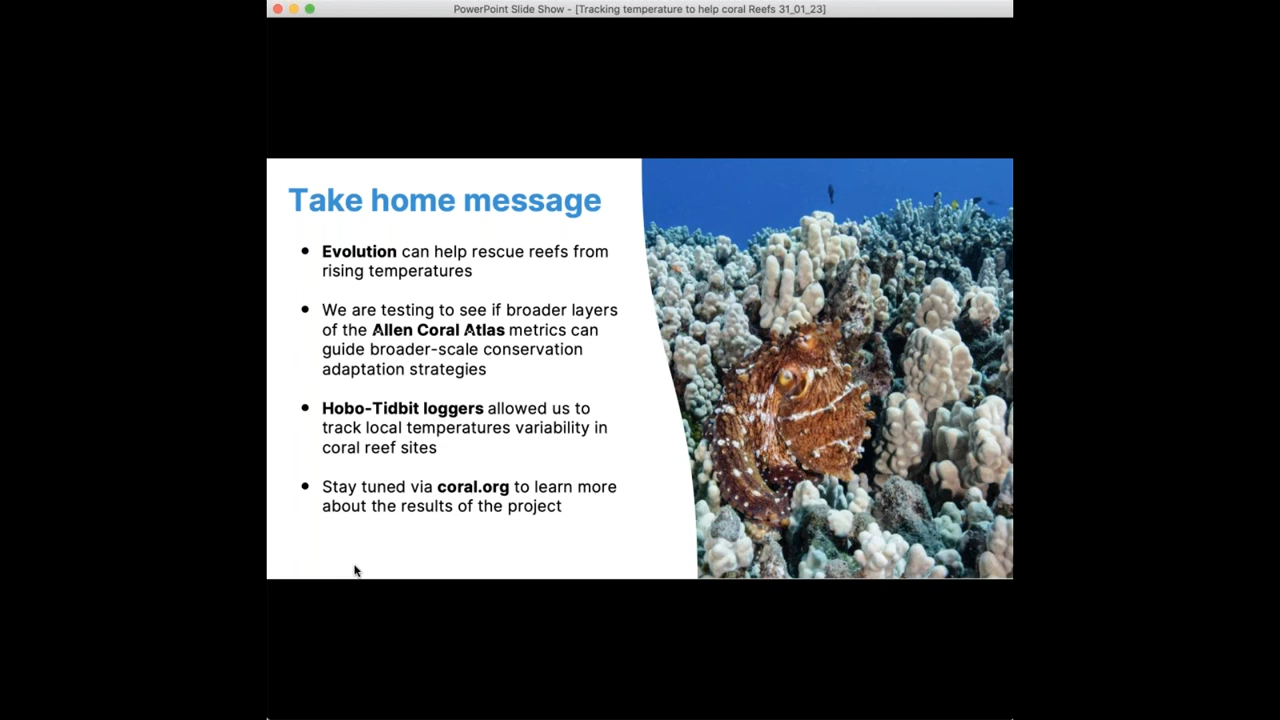 PowerPoint Slide Show - [Tracking temperature to help coral Reefs 31_01_23]
Take home message
• Evolution can help rescue reefs from
rising temperatures
• We are testing to see if broader layers
of the Allen Coral Atlas metrics can
guide broader-scale conservation
adaptation strategies
• Hobo-Tidbit loggers allowed us to
track local temperatures variability in
coral reef sites
• Stay tuned via coral.org to learn more
about the results of the project